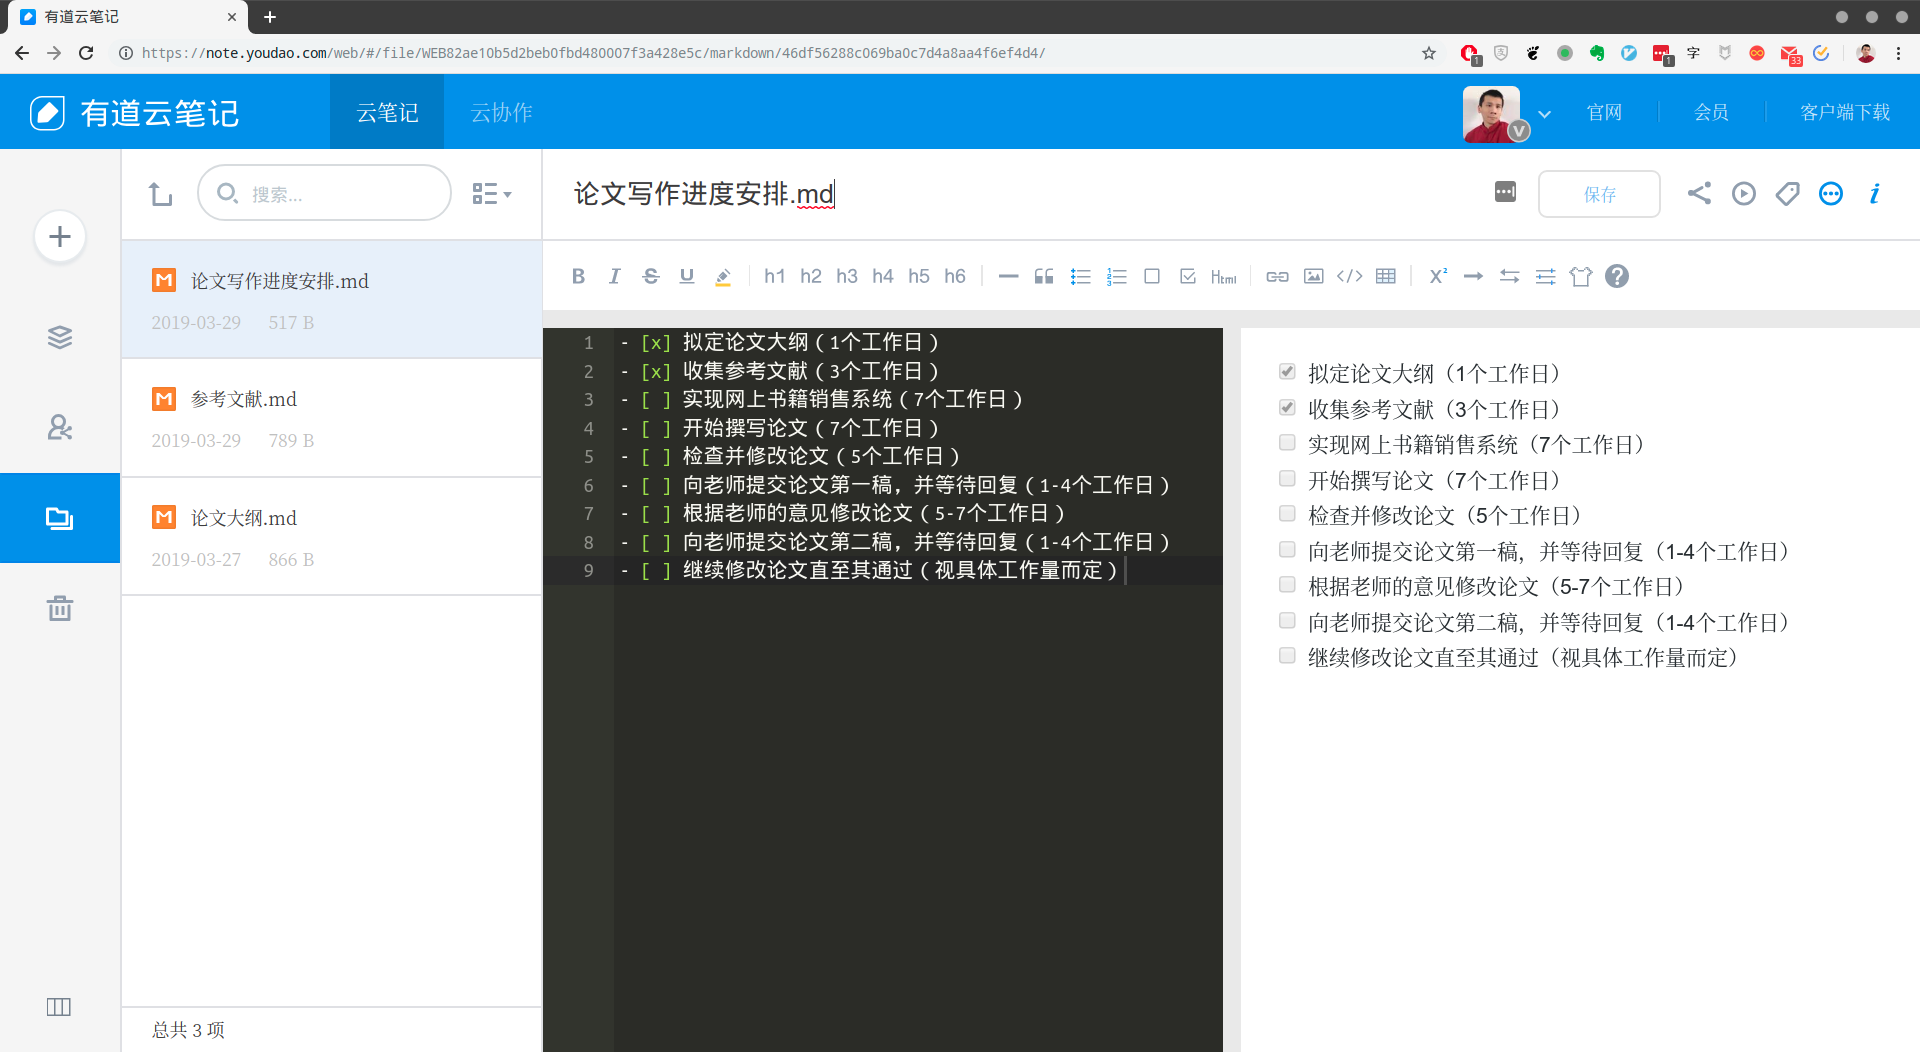 有道云笔记
https://note.youdao.com/web/#/file/WEB82ae10b5d2beb0fbd480007f3a428e5c/markdown/46df56288c069ba0c7d4a8aa4f6ef4d4/
1
1
字
33
有道云笔记
云笔记
云协作
V
官网
会员
客户端下载
搜索...
论文写作进度安排.md
保存
B I S U h1 h2 h3 h4 h5 h6 Html </> X² ?
论文写作进度安排.md
2019-03-29 517 B
参考文献.md
2019-03-29 789 B
论文大纲.md
2019-03-27 866 B
总共 3 项
1 - [x] 拟定论文大纲（1个工作日）
2 - [x] 收集参考文献（3个工作日）
3 - [ ] 实现网上书籍销售系统（7个工作日）
4 - [ ] 开始撰写论文（7个工作日）
5 - [ ] 检查并修改论文（5个工作日）
6 - [ ] 向老师提交论文第一稿，并等待回复（1-4个工作日）
7 - [ ] 根据老师的意见修改论文（5-7个工作日）
8 - [ ] 向老师提交论文第二稿，并等待回复（1-4个工作日）
9 - [ ] 继续修改论文直至其通过（视具体工作量而定）
拟定论文大纲（1个工作日）
收集参考文献（3个工作日）
实现网上书籍销售系统（7个工作日）
开始撰写论文（7个工作日）
检查并修改论文（5个工作日）
向老师提交论文第一稿，并等待回复（1-4个工作日）
根据老师的意见修改论文（5-7个工作日）
向老师提交论文第二稿，并等待回复（1-4个工作日）
继续修改论文直至其通过（视具体工作量而定）